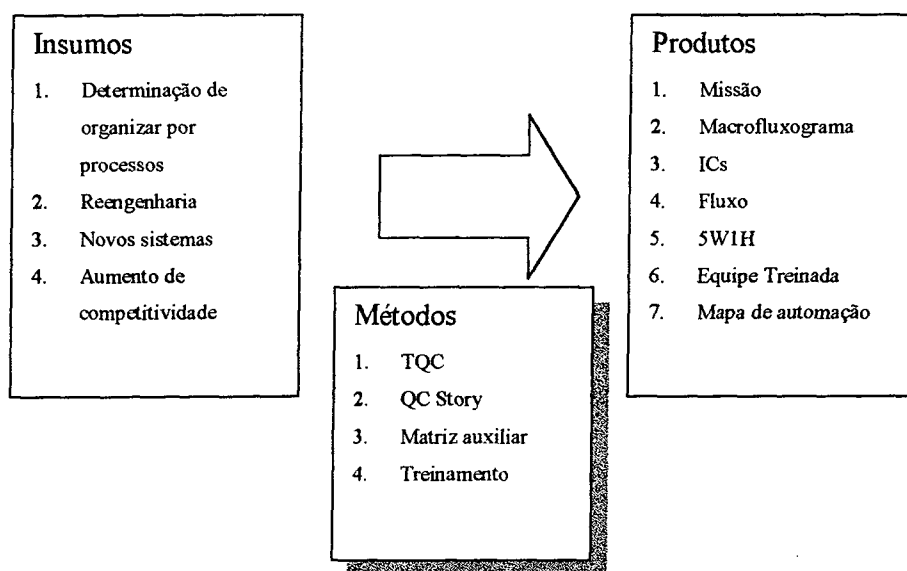 Insumos
1. Determinação de
organizar por
processos
2. Reengenharia
3. Novos sistemas
4. Aumento de
competitividade
Métodos
1. TQC
2. QC Story
3. Matriz auxiliar
4. Treinamento
Produtos
1. Missão
2. Macrofluxograma
3. ICs
4. Fluxo
5. 5W1H
6. Equipe Treinada
7. Mapa de automação